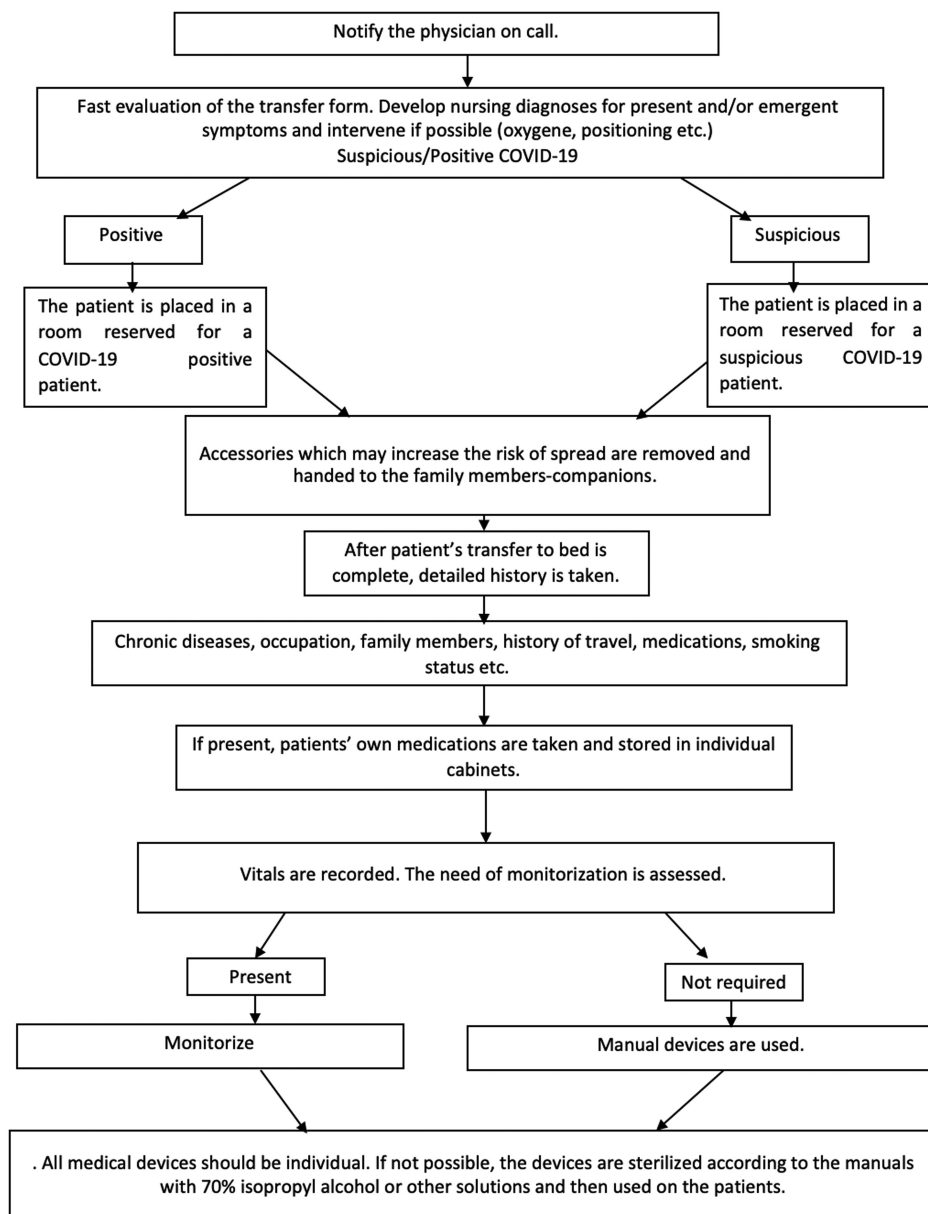 Notify the physician on call.
Fast evaluation of the transfer form. Develop nursing diagnoses for present and/or emergent
symptoms and intervene if possible (oxygene, positioning etc.)
Suspicious/Positive COVID-19
Positive
Suspicious
The patient is placed in a
room reserved for a
COVID-19 positive
patient.
The patient is placed in a
room reserved for a
suspicious COVID-19
patient.
Accessories which may increase the risk of spread are removed and
handed to the family members-companions.
After patient’s transfer to bed is
complete, detailed history is taken.
Chronic diseases, occupation, family members, history of travel, medications, smoking
status etc.
If present, patients’ own medications are taken and stored in individual
cabinets.
Vitals are recorded. The need of monitorization is assessed.
Present
Not required
Monitorize
Manual devices are used.
. All medical devices should be individual. If not possible, the devices are sterilized according to the manuals
with 70% isopropyl alcohol or other solutions and then used on the patients.